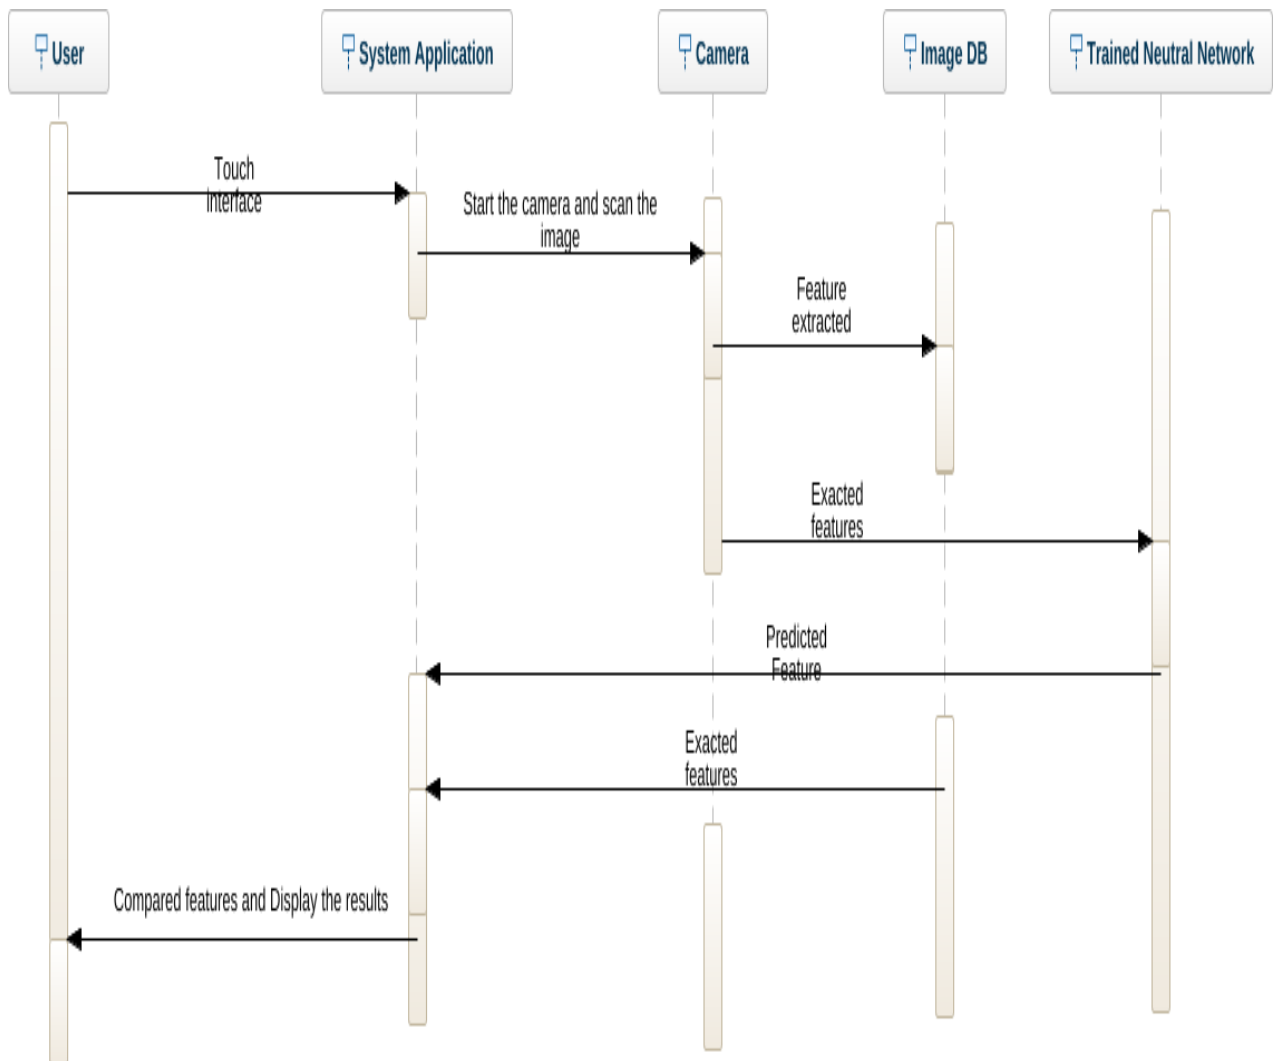 User
System Application
Camera
Image DB
Trained Neutral Network
Touch
Interface
Start the camera and scan the
image
Feature
extracted
Exacted
features
Predicted
Feature
Exacted
features
Compared features and Display the results